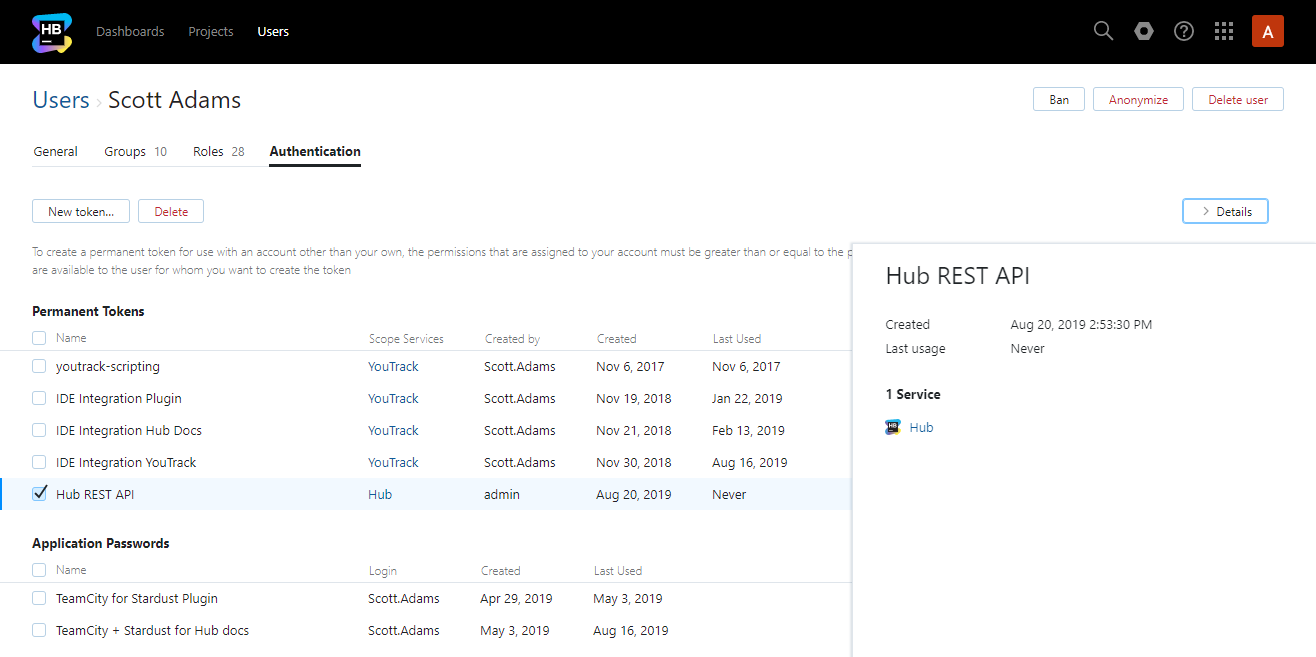 HB Dashboards Projects Users A
Users › Scott Adams Ban Anonymize Delete user
General Groups 10 Roles 28 Authentication
New token... Delete > Details
To create a permanent token for use with an account other than your own, the permissions that are assigned to your account must be greater than or equal to the
are available to the user for whom you want to create the token
Permanent Tokens
Name Scope Services Created by Created Last Used
youtrack-scripting YouTrack Scott.Adams Nov 6, 2017 Nov 6, 2017
IDE Integration Plugin YouTrack Scott.Adams Nov 19, 2018 Jan 22, 2019
IDE Integration Hub Docs YouTrack Scott.Adams Nov 21, 2018 Feb 13, 2019
IDE Integration YouTrack YouTrack Scott.Adams Nov 30, 2018 Aug 16, 2019
Hub REST API Hub admin Aug 20, 2019 Never
Application Passwords
Name Login Created Last Used
TeamCity for Stardust Plugin Scott.Adams Apr 29, 2019 May 3, 2019
TeamCity + Stardust for Hub docs Scott.Adams May 3, 2019 Aug 16, 2019
Hub REST API
Created Aug 20, 2019 2:53:30 PM
Last usage Never
1 Service
HB Hub